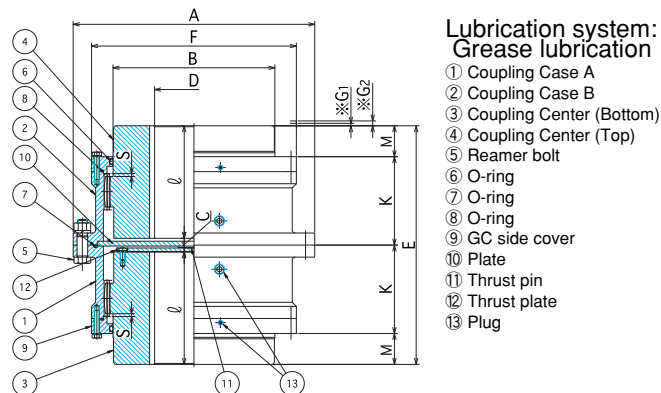 A
F
B
D
※G1
※G2
4
6
8
2
10
7
5
12
1
9
3
11
13
S
S
ℓ
ℓ
C
M
K
K
M
E
Lubrication system:
Grease lubrication
① Coupling Case A
② Coupling Case B
③ Coupling Center (Bottom)
④ Coupling Center (Top)
⑤ Reamer bolt
⑥ O-ring
⑦ O-ring
⑧ O-ring
⑨ GC side cover
⑩ Plate
⑪ Thrust pin
⑫ Thrust plate
⑬ Plug